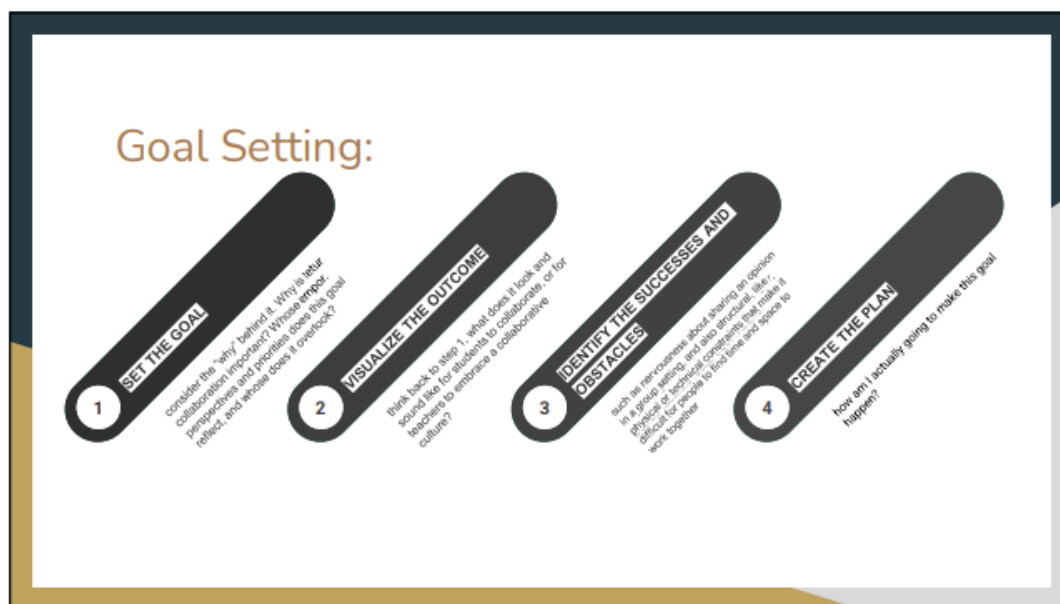 Goal Setting:
1
SET THE GOAL
consider the "why" behind it. Why is letur
collaboration important? Whose empor.
perspectives and priorities does this goal
reflect, and whose does it overlook?
2
VISUALIZE THE OUTCOME
think back to step 1, what does it look and
sound like for students to collaborate, or for
teachers to embrace a collaborative
culture?
3
IDENTIFY THE SUCCESSES AND
OBSTACLES
such as nervousness about sharing an opinion
in a group setting, and also structural, like r,
physical or technical constraints that make it
difficult for people to find time and space to
work together
4
CREATE THE PLAN
how am I actually going to make this goal
happen?